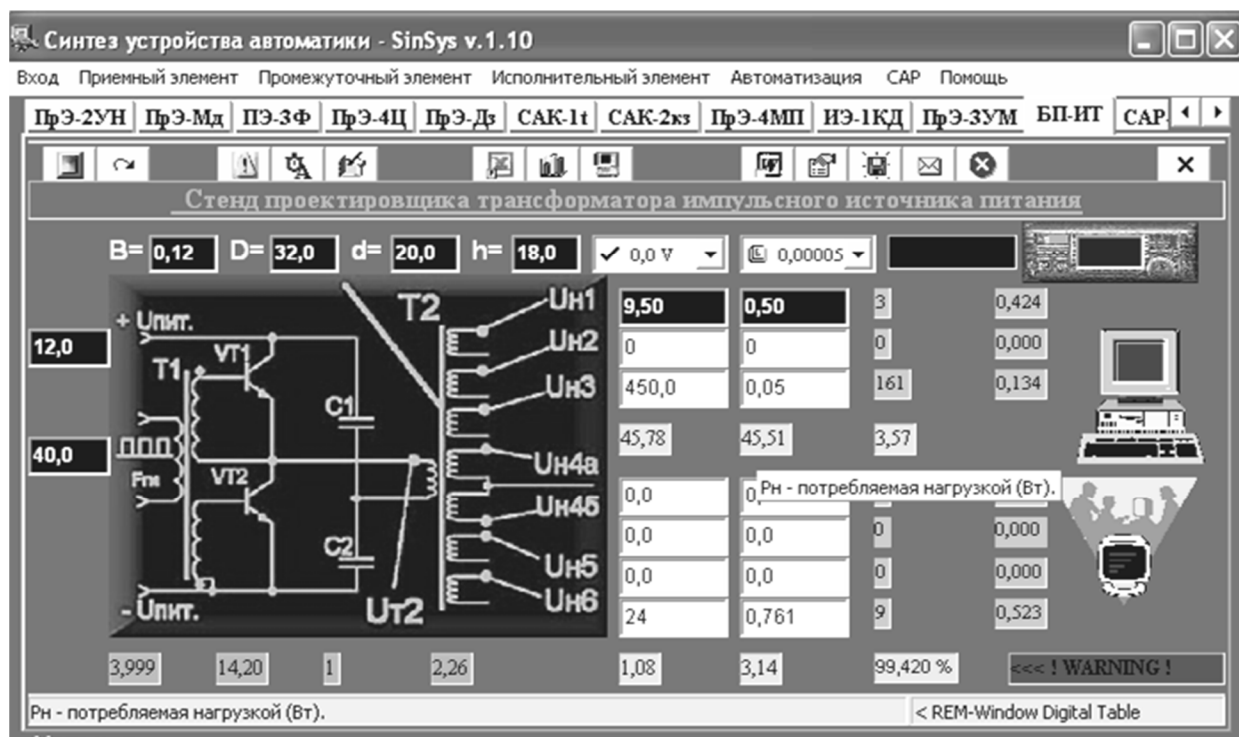 Синтез устройства автоматики - SinSys v.1.10
Вход Приемный элемент Промежуточный элемент Исполнительный элемент Автоматизация САР Помощь
ПрЭ-2УН ПрЭ-Мд ПЭ-3Ф ПрЭ-4Ц ПрЭ-Дз САК-1t САК-2кз ПрЭ-4МП ИЭ-1КД ПрЭ-3УМ БП-ИТ САР
Стенд проектировщика трансформатора импульсного источника питания
B= 0,12 D= 32,0 d= 20,0 h= 18,0 0,0 V 0,00005
+ Uпит. T2 Uн1 9,50 0,50 3 0,424
12,0 T1 VT1 Uн2 0 0 0 0,000
C1 Uн3 450,0 0,05 161 0,134
40,0 Uн4а 45,78 45,51 3,57
VT2 Uн4б 0,0 0, Рн - потребляемая нагрузкой (Вт).
0,0 0,0 0 0,000
C2 Uн5 0,0 0,0 0 0,000
- Uпит. Uт2 Uн6 24 0,761 9 0,523
3,999 14,20 1 2,26 1,08 3,14 99,420 % <<< ! WARNING !
Рн - потребляемая нагрузкой (Вт). < REM-Window Digital Table